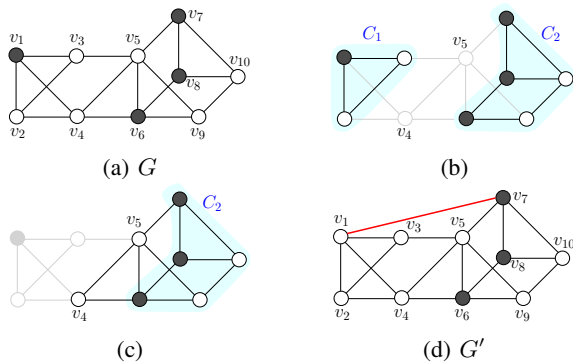 v₁ v₃ v₅ v₇
v₂ v₄ v₆ v₈ v₉ v₁₀
(a) G
C₁ v₅ C₂
v₄
(b)
v₅ C₂
v₄
(c)
v₁ v₃ v₅ v₇
v₂ v₄ v₆ v₈ v₉ v₁₀
(d) G′